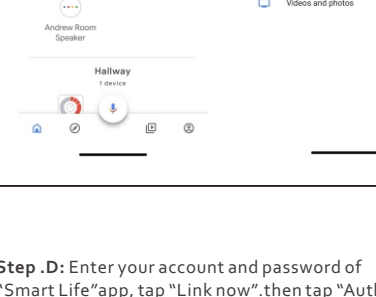 Videos and photos
Andrew Room
Speaker
Hallway
1 device
Step .D: Enter your account and password of
"Smart Life"app, tap "Link now".then tap